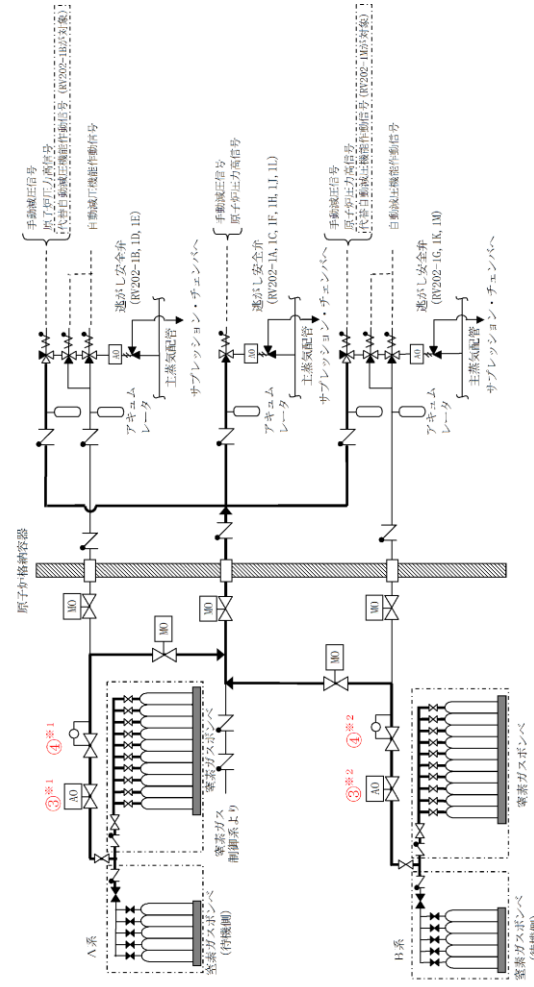 手動減圧信号
原子炉圧力高信号
代替自動減圧機能作動信号 (RV202-1Bが対象)
自動減圧機能作動信号
逃がし安全弁
(RV202-1B, 1D, 1E)
AO
主蒸気配管
サプレッション・チェンバへ
アキュム
レータ
手動減圧信号
原子炉圧力高信号
逃がし安全弁
(RV202-1A, 1C, 1F, 1H, 1J, 1L)
AO
主蒸気配管
サプレッション・チェンバへ
アキュム
レータ
手動減圧信号
原子炉圧力高信号
代替自動減圧機能作動信号 (RV202-1Mが対象)
自動減圧機能作動信号
逃がし安全弁
(RV202-1G, 1K, 1M)
AO
主蒸気配管
サプレッション・チェンバへ
アキュム
レータ
原子炉格納容器
MO
MO
MO
MO
MO
③※1
④※1
AO
窒素ガスボンベ
A系
窒素ガスボンベ
(待機側)
窒素ガス
制御系より
③※2
④※2
AO
窒素ガスボンベ
B系
窒素ガスボンベ
(待機側)